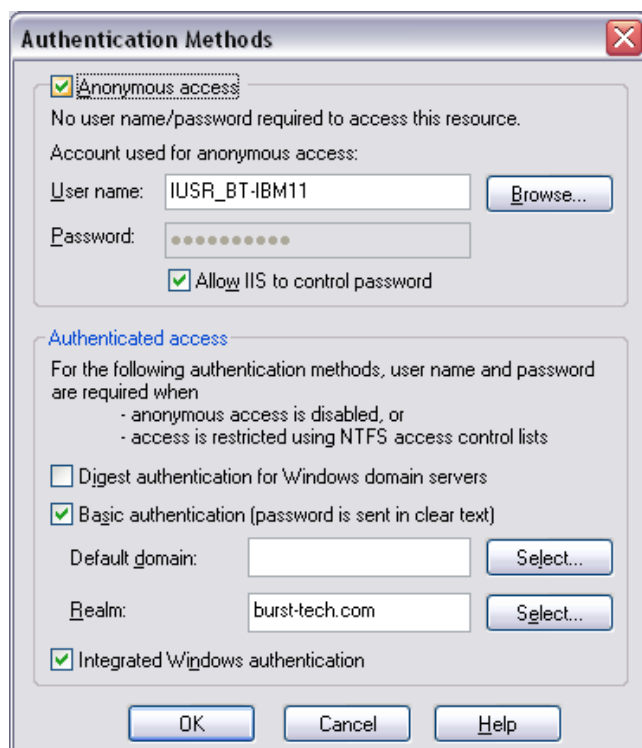 Authentication Methods
Anonymous access
No user name/password required to access this resource.
Account used for anonymous access:
User name: IUSR_BT-IBM11 Browse...
Password: ●●●●●●●●●●
Allow IIS to control password
Authenticated access
For the following authentication methods, user name and password
are required when
- anonymous access is disabled, or
- access is restricted using NTFS access control lists
Digest authentication for Windows domain servers
Basic authentication (password is sent in clear text)
Default domain: Select...
Realm: burst-tech.com Select...
Integrated Windows authentication
OK Cancel Help